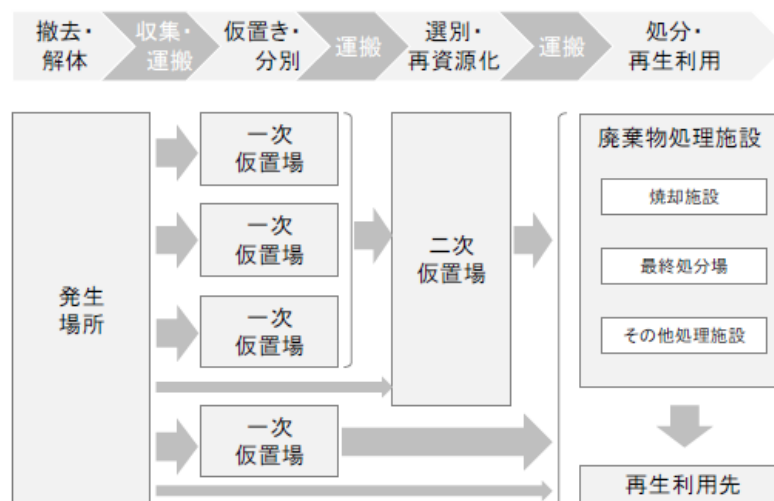 撤去・
解体
収集・
運搬
仮置き・
分別
運搬
選別・
再資源化
運搬
処分・
再生利用
発生
場所
一次
仮置場
一次
仮置場
一次
仮置場
一次
仮置場
二次
仮置場
廃棄物処理施設
焼却施設
最終処分場
その他処理施設
再生利用先